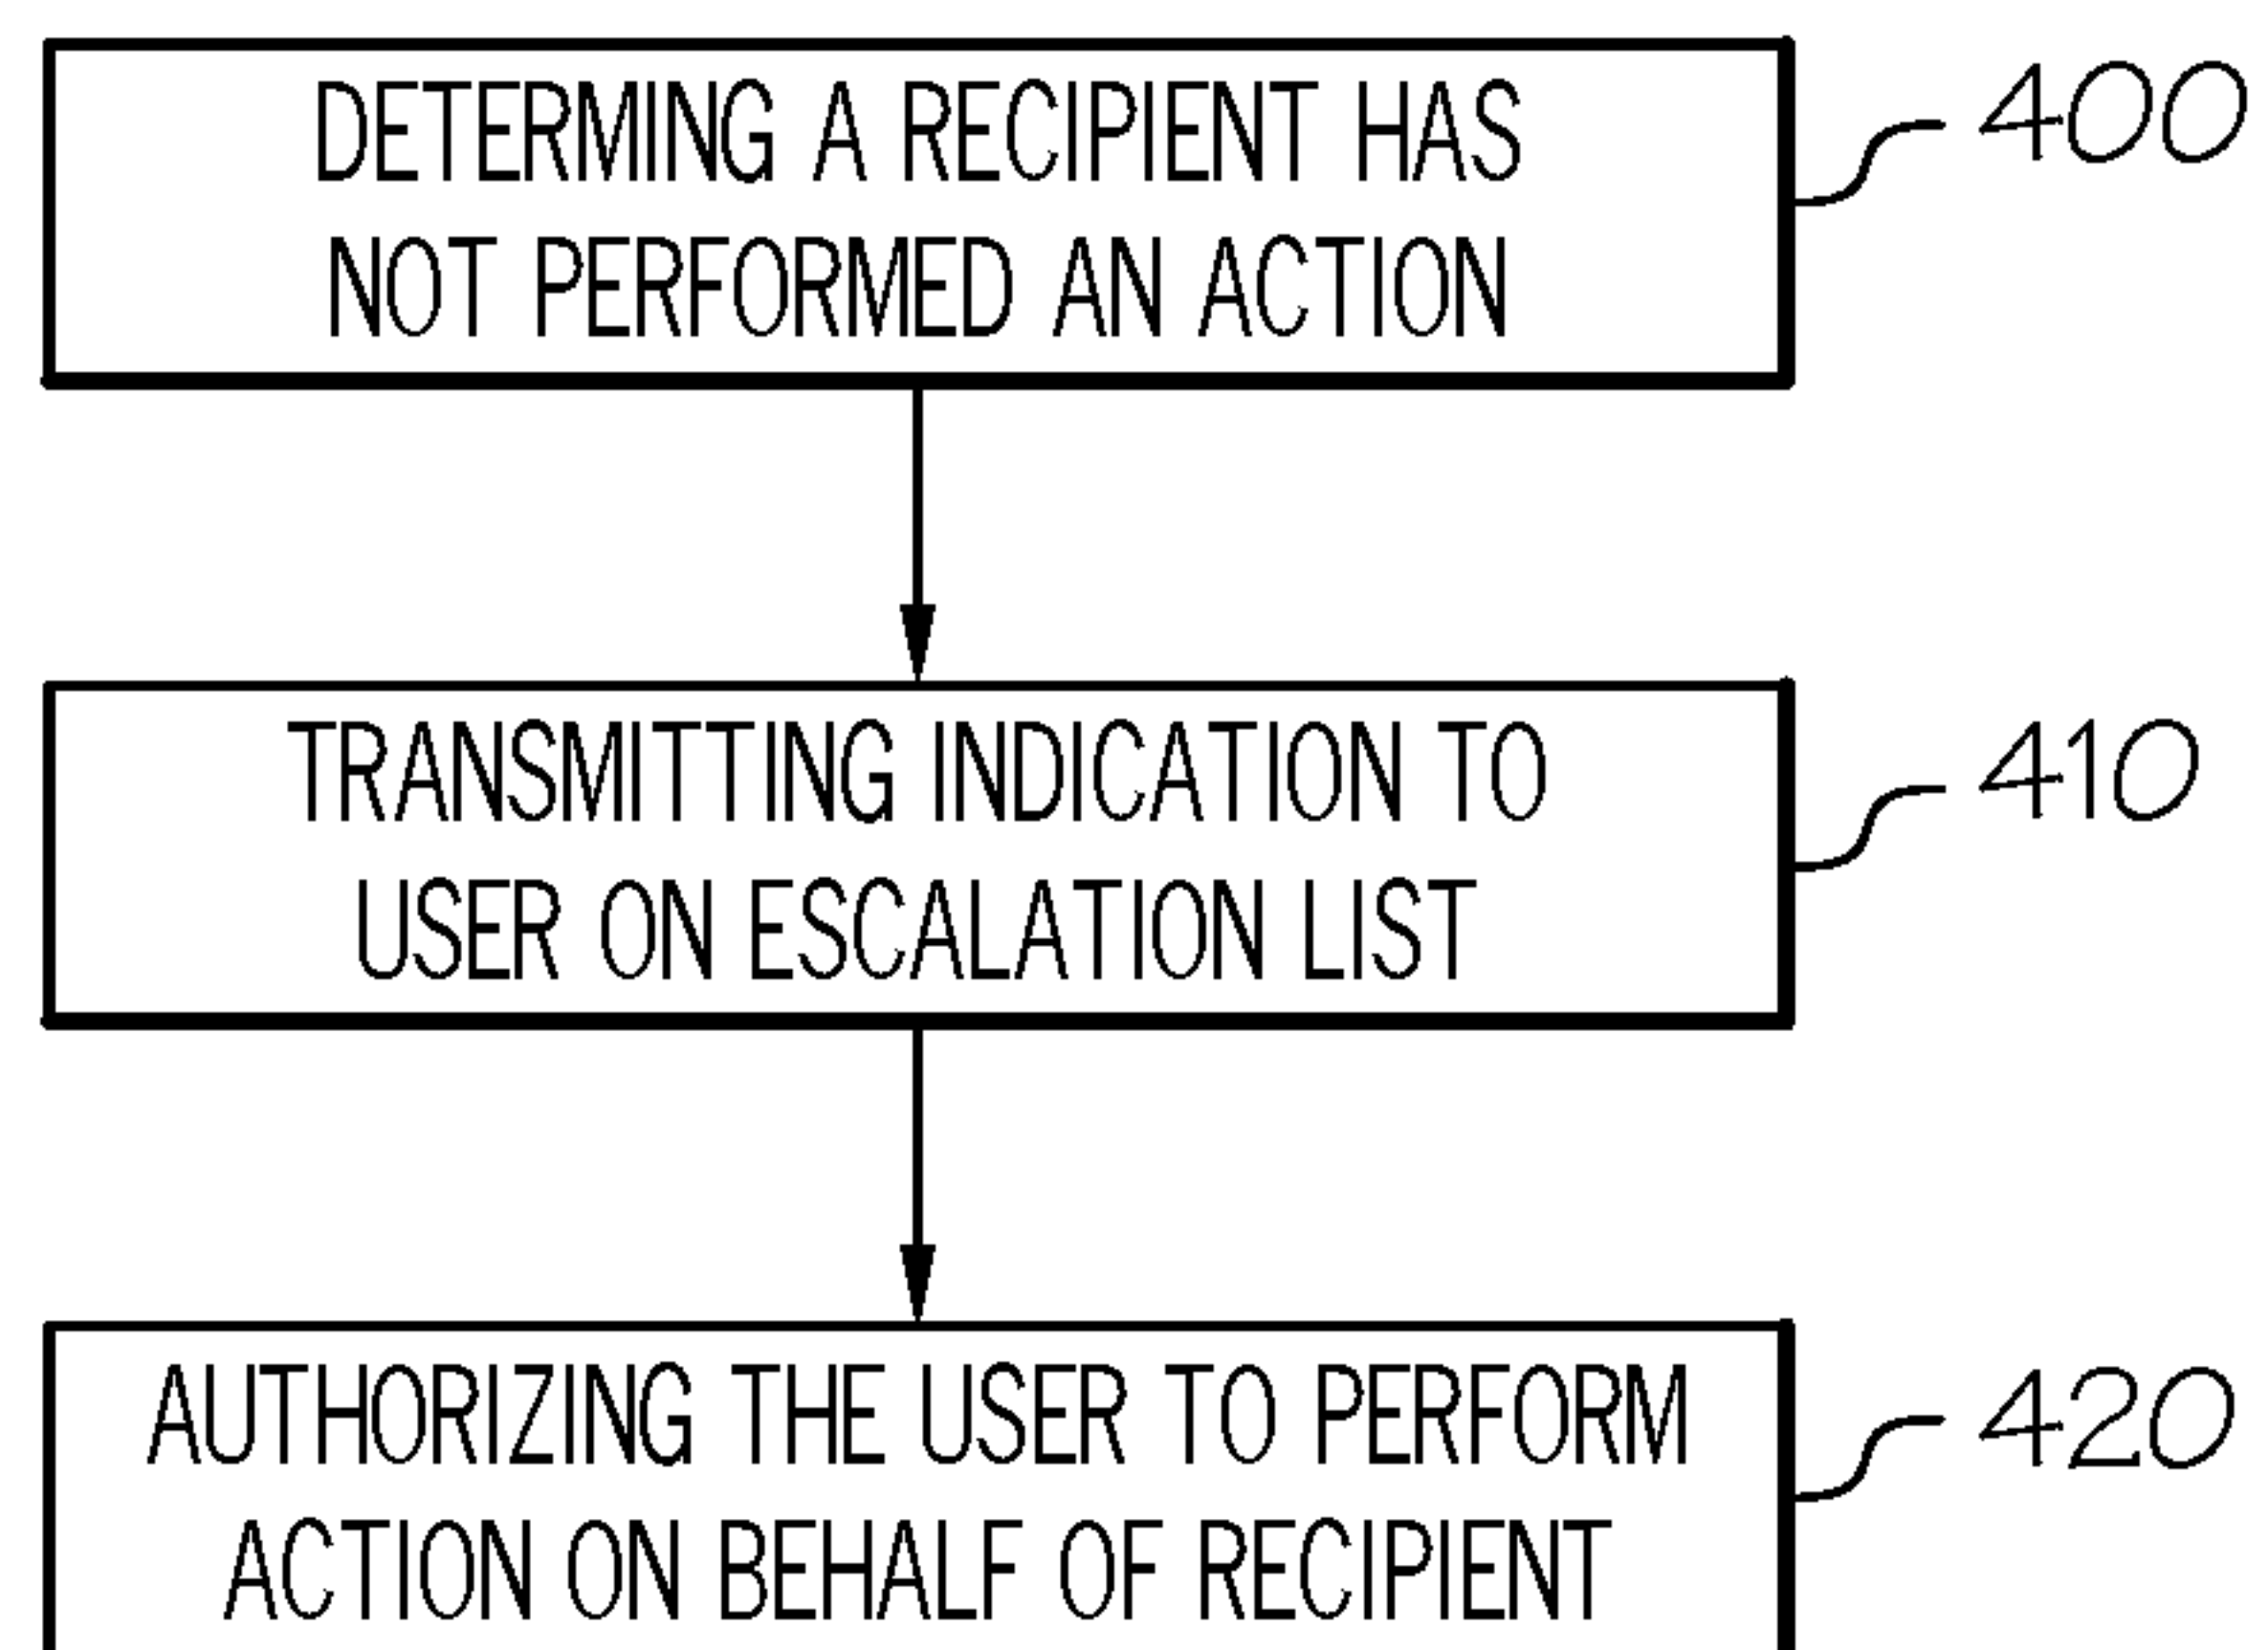 DETERMING A RECIPIENT HAS
NOT PERFORMED AN ACTION
400
TRANSMITTING INDICATION TO
USER ON ESCALATION LIST
410
AUTHORIZING THE USER TO PERFORM
ACTION ON BEHALF OF RECIPIENT
420